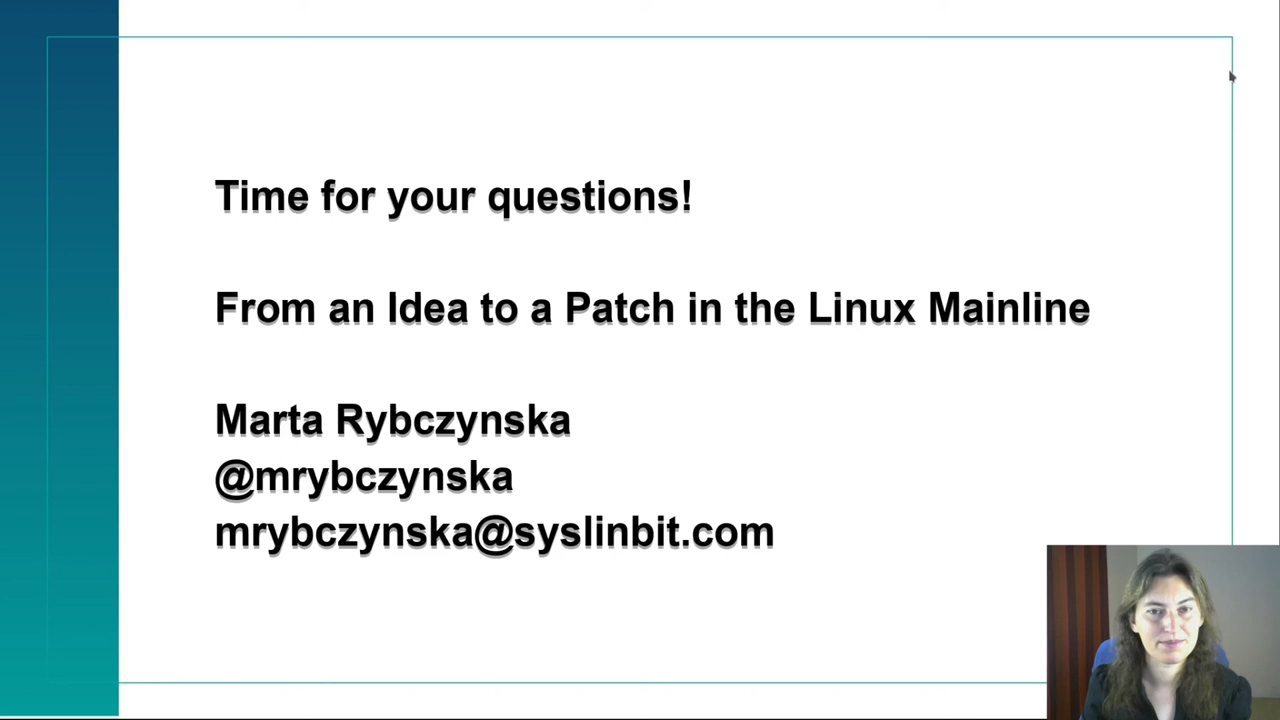 Time for your questions!
From an Idea to a Patch in the Linux Mainline
Marta Rybczynska
@mrybczynska
mrybczynska@syslinbit.com